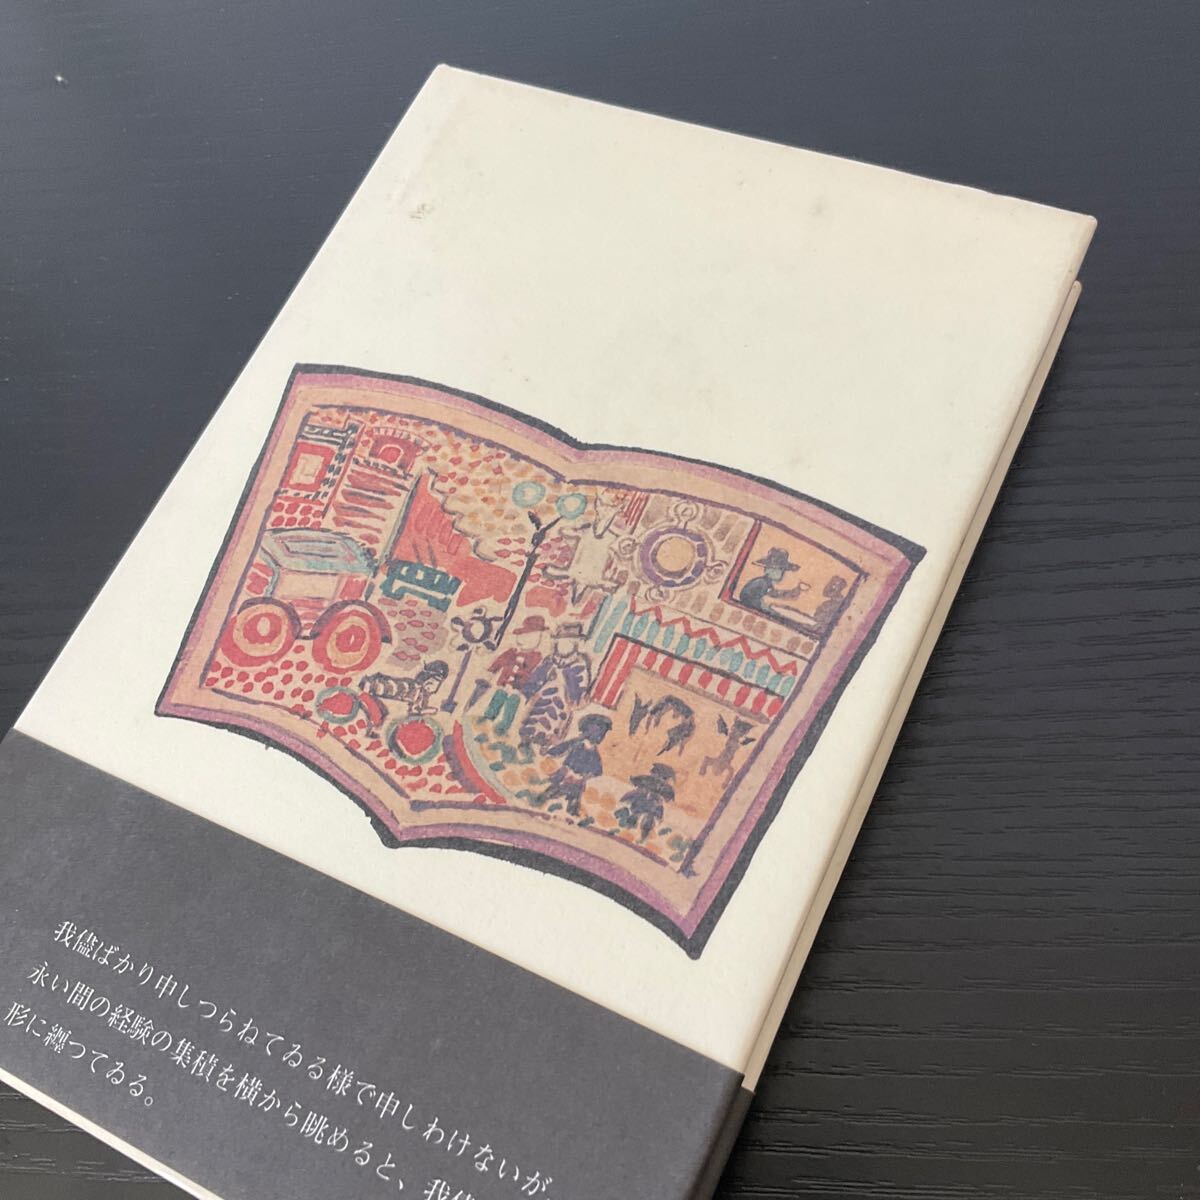 我儘ばかり申しつらねてゐる様で申しわけないが、
永い間の経験の集積を横から眺めると、我儘
形に纏つてゐる。